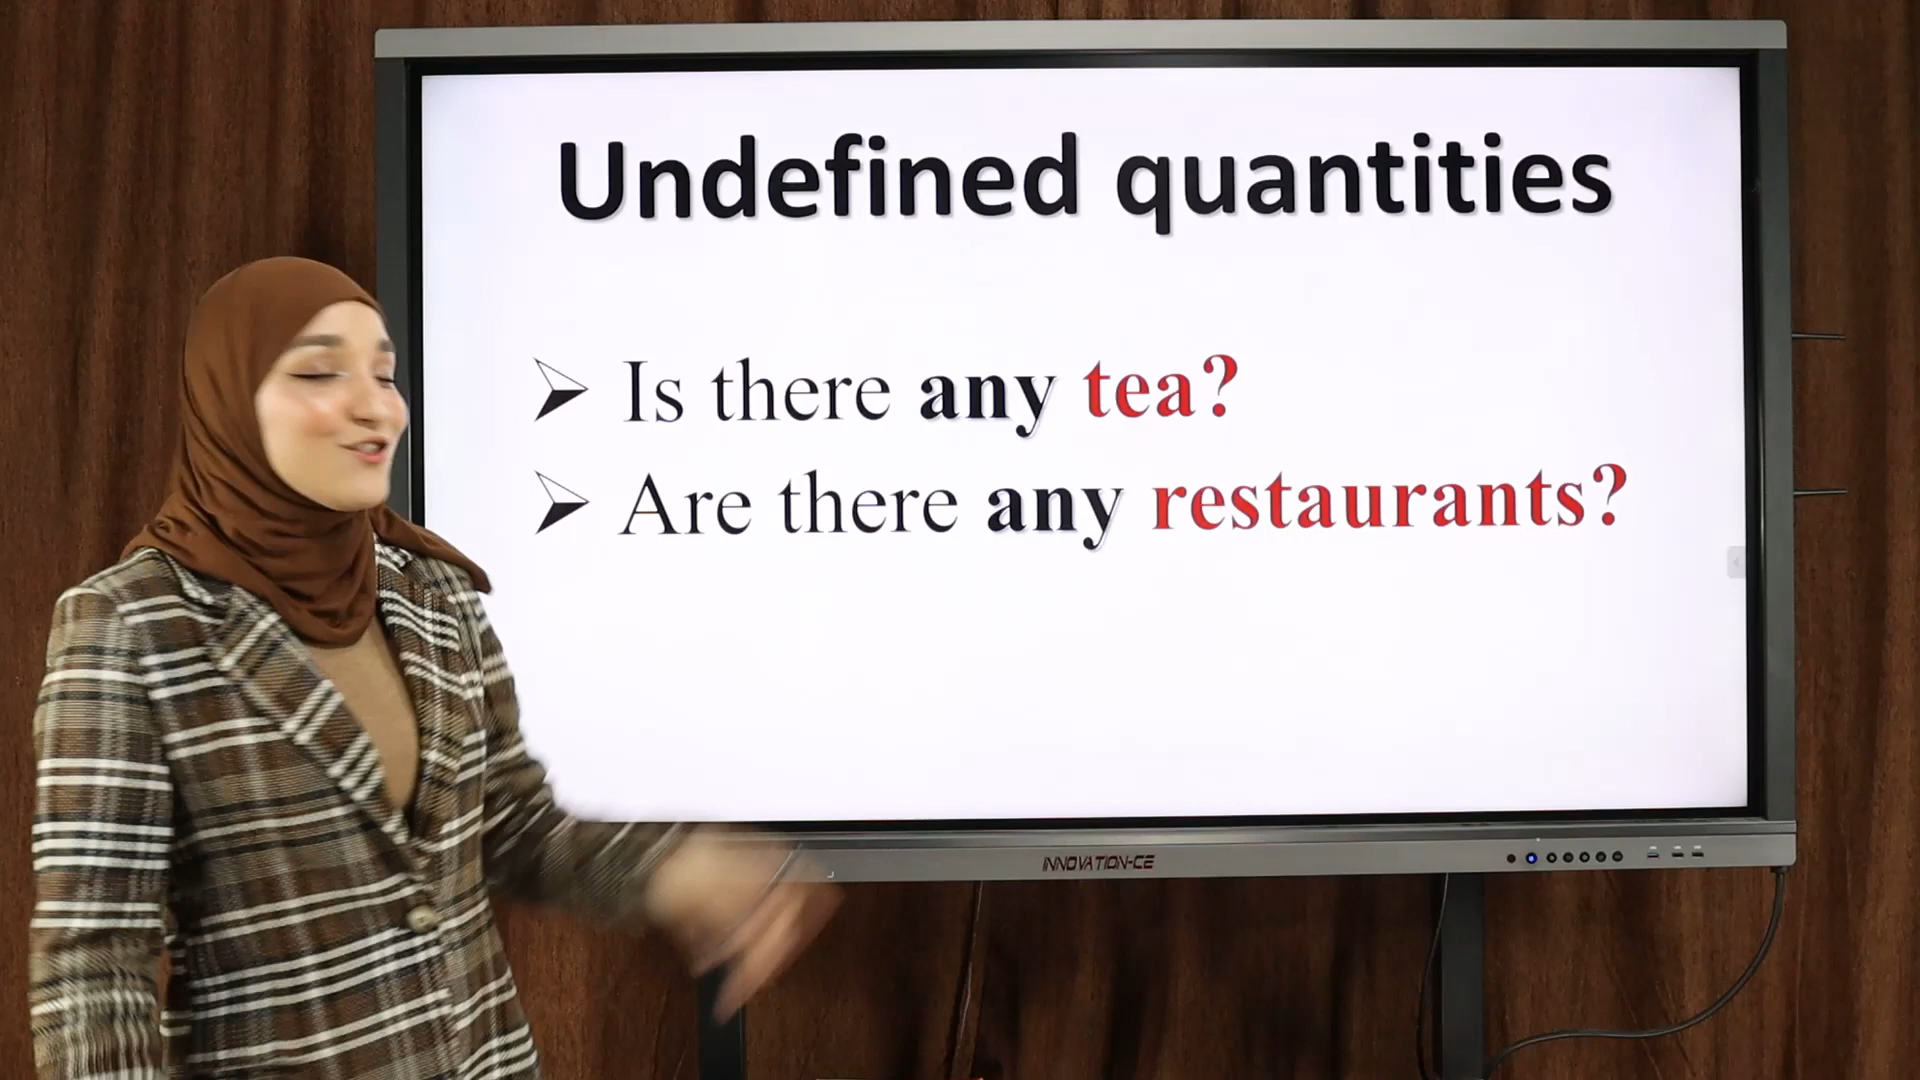 Undefined quantities
Is there any tea?
Are there any restaurants?
INNOVATION-CE